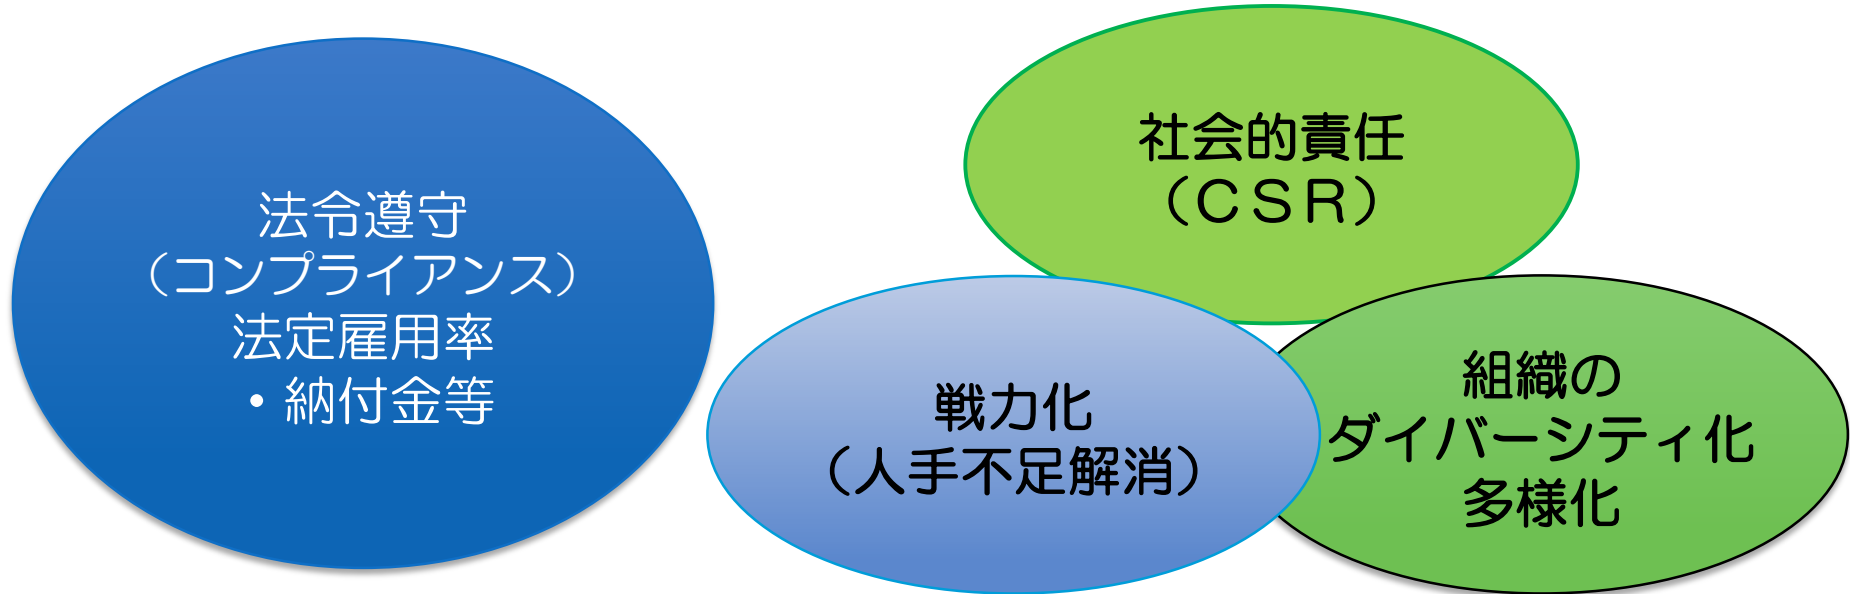 法令遵守
（コンプライアンス）
法定雇用率
・納付金等
社会的責任
（ＣＳＲ）
戦力化
（人手不足解消）
組織の
ダイバーシティ化
多様化